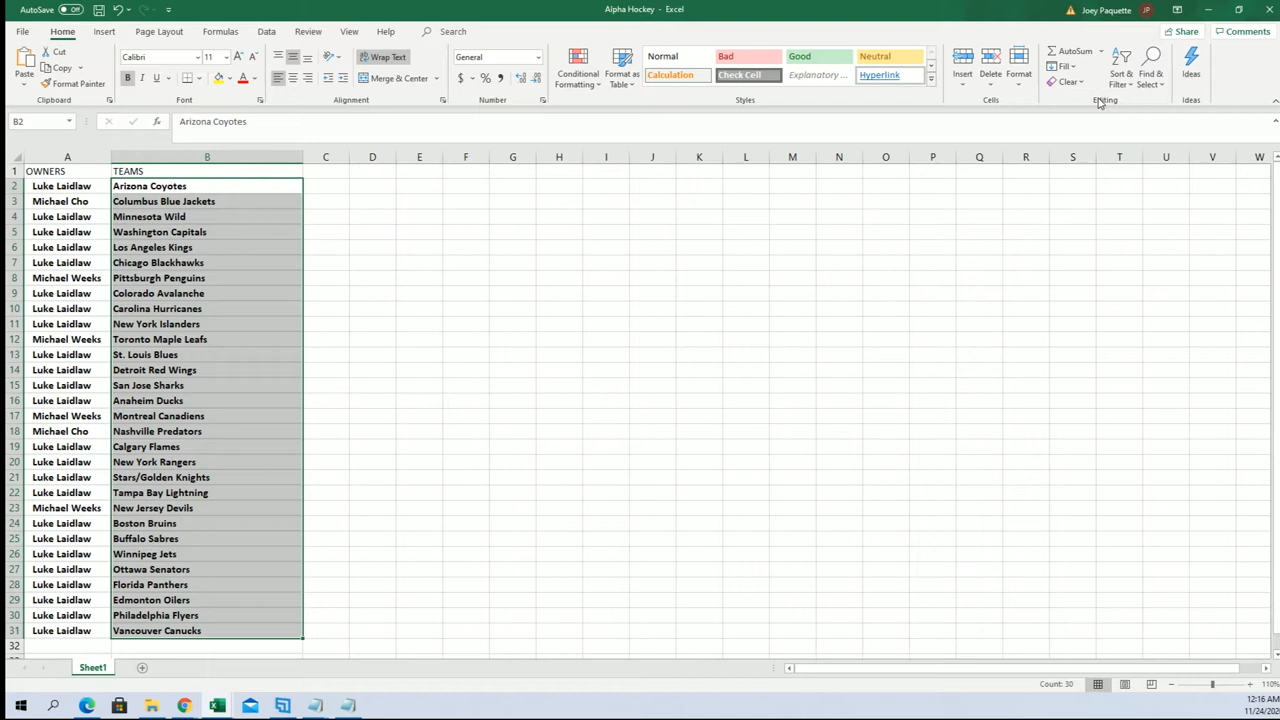 AutoSave Off Alpha Hockey - Excel Joey Paquette JP
File Home Insert Page Layout Formulas Data Review View Help Search Share Comments
Paste Cut Copy Format Painter Clipboard
Calibri 11 A A B I U A Font
Wrap Text Merge & Center Alignment
General $ % 9 Number
Conditional Formatting Format as Table
Normal Bad Good Neutral
Calculation Check Cell Explanatory ... Hyperlink
Styles
Insert Delete Format Cells
AutoSum Fill Clear Sort & Filter Find & Select Editing
Ideas Ideas
B2 fx Arizona Coyotes
A B C D E F G H I J K L M N O P Q R S T U V W
1 OWNERS TEAMS
2 Luke Laidlaw Arizona Coyotes
3 Michael Cho Columbus Blue Jackets
4 Luke Laidlaw Minnesota Wild
5 Luke Laidlaw Washington Capitals
6 Luke Laidlaw Los Angeles Kings
7 Luke Laidlaw Chicago Blackhawks
8 Michael Weeks Pittsburgh Penguins
9 Luke Laidlaw Colorado Avalanche
10 Luke Laidlaw Carolina Hurricanes
11 Luke Laidlaw New York Islanders
12 Michael Weeks Toronto Maple Leafs
13 Luke Laidlaw St. Louis Blues
14 Luke Laidlaw Detroit Red Wings
15 Luke Laidlaw San Jose Sharks
16 Luke Laidlaw Anaheim Ducks
17 Michael Weeks Montreal Canadiens
18 Michael Cho Nashville Predators
19 Luke Laidlaw Calgary Flames
20 Luke Laidlaw New York Rangers
21 Luke Laidlaw Stars/Golden Knights
22 Luke Laidlaw Tampa Bay Lightning
23 Michael Weeks New Jersey Devils
24 Luke Laidlaw Boston Bruins
25 Luke Laidlaw Buffalo Sabres
26 Luke Laidlaw Winnipeg Jets
27 Luke Laidlaw Ottawa Senators
28 Luke Laidlaw Florida Panthers
29 Luke Laidlaw Edmonton Oilers
30 Luke Laidlaw Philadelphia Flyers
31 Luke Laidlaw Vancouver Canucks
32
Sheet1
Count: 30 110%
12:16 AM